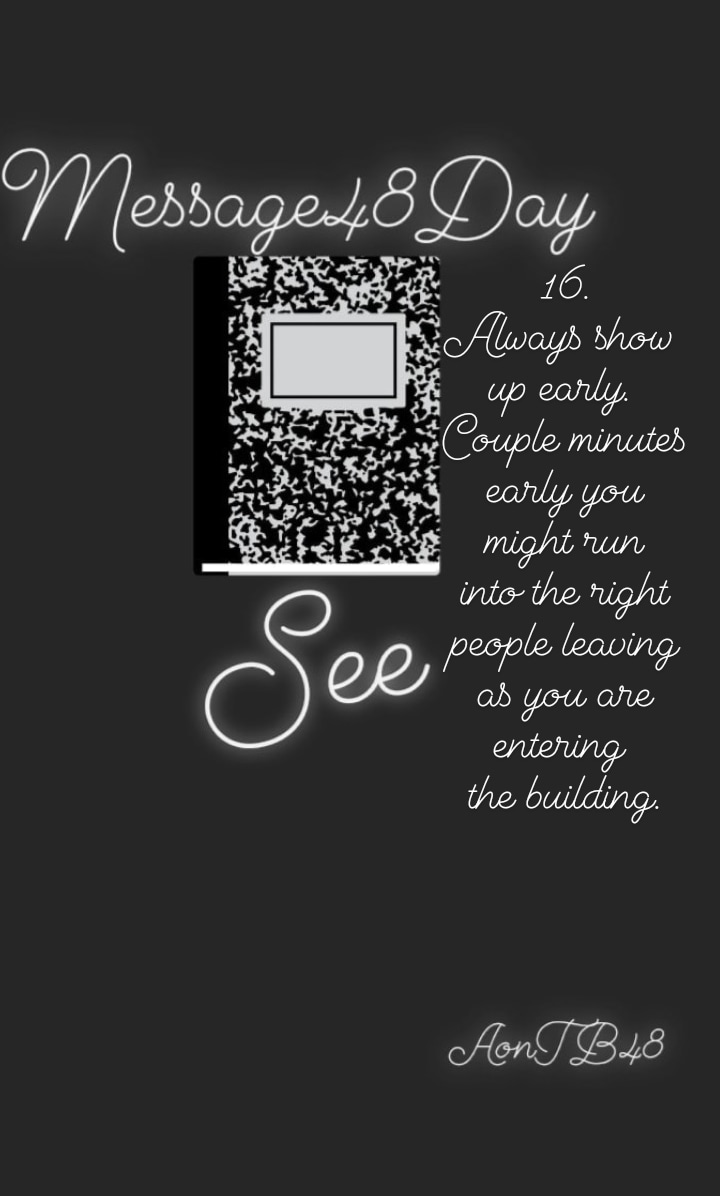 Message48Day
16.
Always show
up early.
Couple minutes
early you
might run
into the right
people leaving
as you are
entering
the building.
See
AonTB48